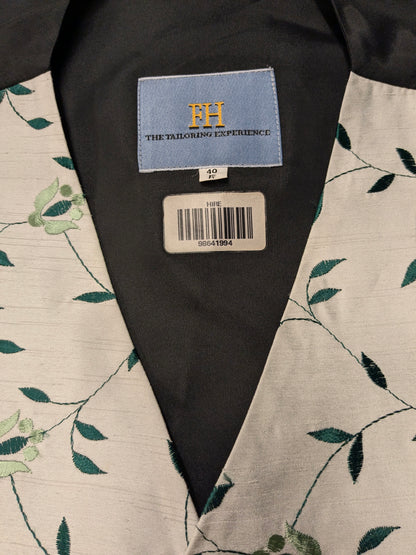 FH
THE TAILORING EXPERIENCE
40
HIRE
98641994